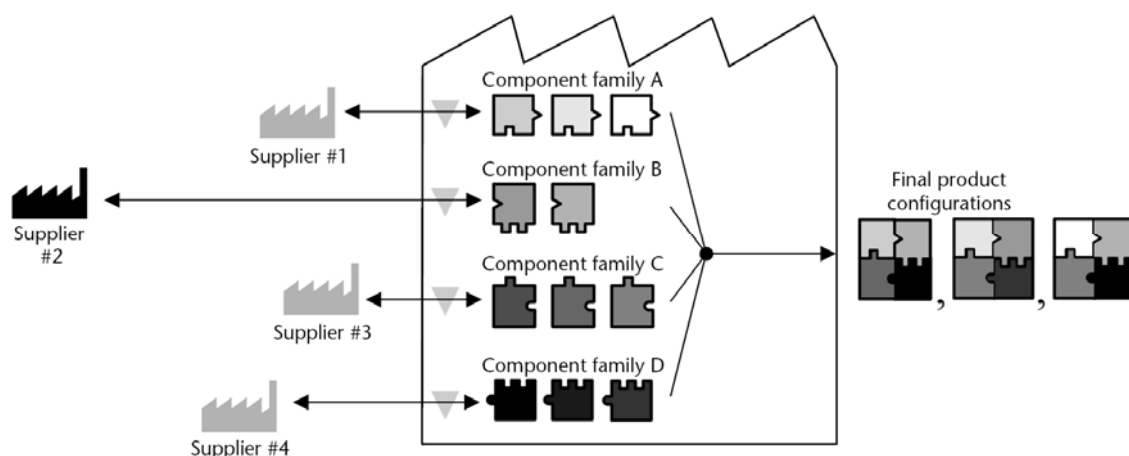 Component family A
Supplier #1
Component family B
Supplier
#2
Final product
configurations
Component family C
Supplier #3
Component family D
Supplier #4
, ,